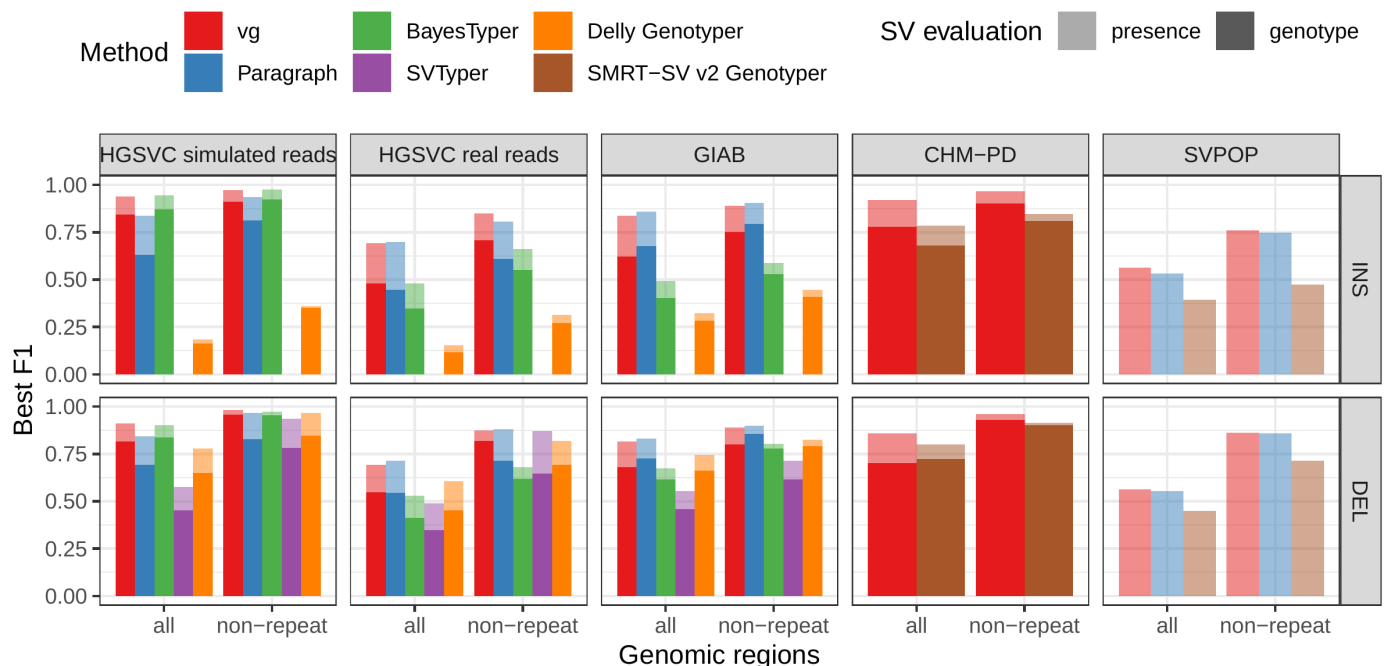 Method
vg
BayesTyper
Delly Genotyper
Paragraph
SVTyper
SMRT−SV v2 Genotyper
SV evaluation
presence
genotype
HGSVC simulated reads
HGSVC real reads
GIAB
CHM−PD
SVPOP
Best F1
1.00
0.75
0.50
0.25
0.00
INS
1.00
0.75
0.50
0.25
0.00
DEL
all non−repeat all non−repeat all non−repeat all non−repeat all non−repeat
Genomic regions